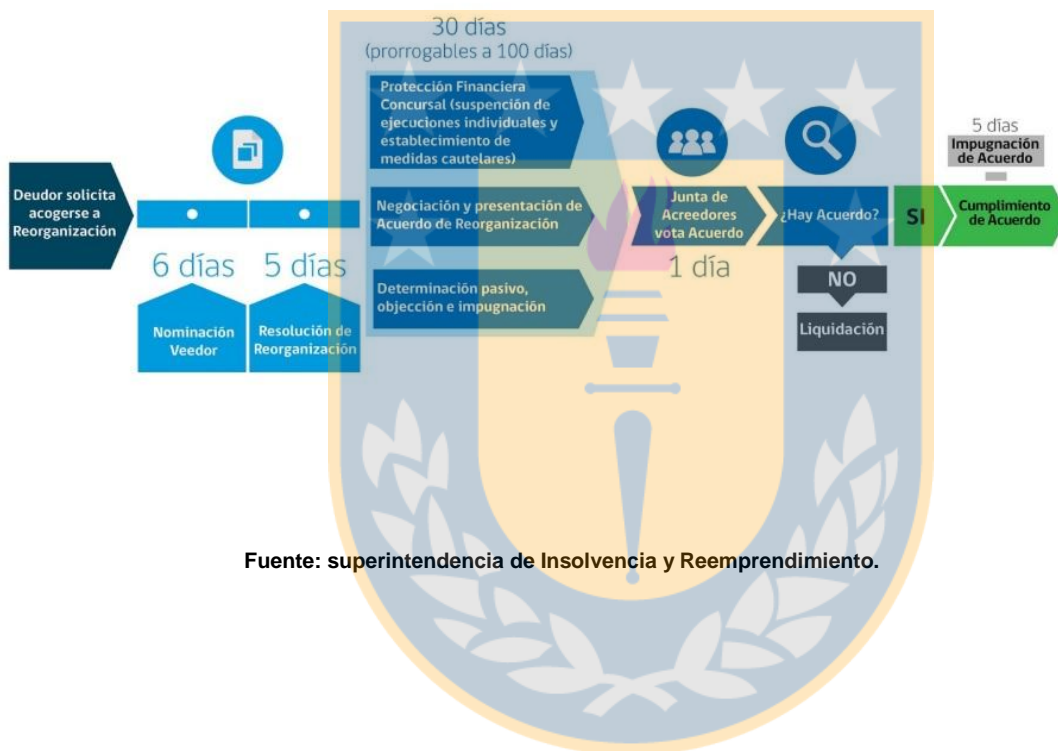 30 días
(prorrogables a 100 días)
Protección Financiera
Concursal (suspención de
ejecuciones individuales y
establecimiento de
medidas cautelares)
Deudor solicita
acogerse a
Reorganización
6 días
5 días
Nominación
Veedor
Resolución de
Reorganización
Negociación y presentación de
Acuerdo de Reorganización
Determinación pasivo,
objección e impugnación
Junta de
Acreedores
vota Acuerdo
1 día
¿Hay Acuerdo?
NO
Liquidación
SI
5 días
Impugnación
de Acuerdo
Cumplimiento
de Acuerdo
Fuente: superintendencia de Insolvencia y Reemprendimiento.